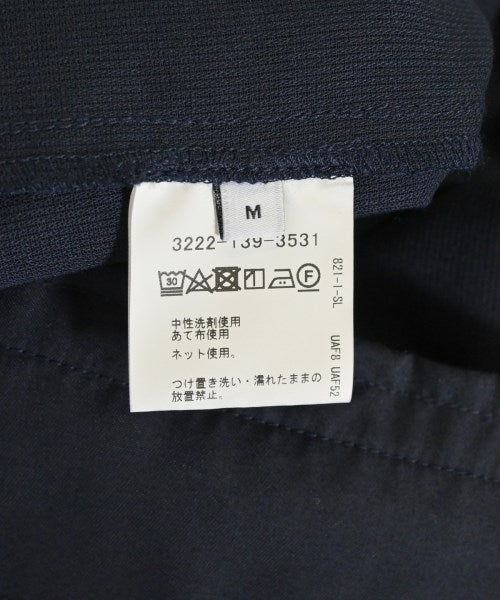 M
3222-139-3531
30 F
中性洗剤使用
あて布使用
ネット使用。
つけ置き洗い・濡れたままの
放置禁止。
821-I-SL UAF8 UAF52